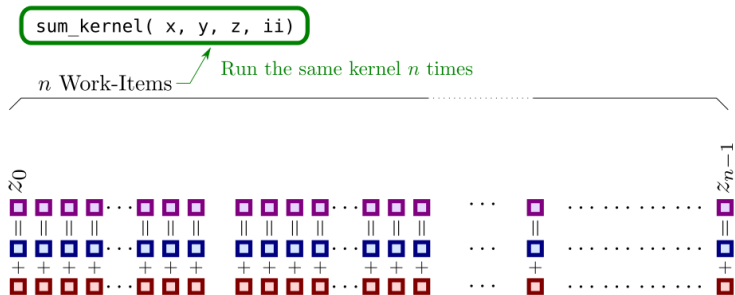 sum_kernel( x, y, z, ii)
Run the same kernel n times
n Work-Items
z0 zn−1
...  ...  ...  ............
= = = = = = = = = = = = = = = =
...  ...  ...  ............
+ + + + + + + + + + + + + + + +
...  ...  ...  ............